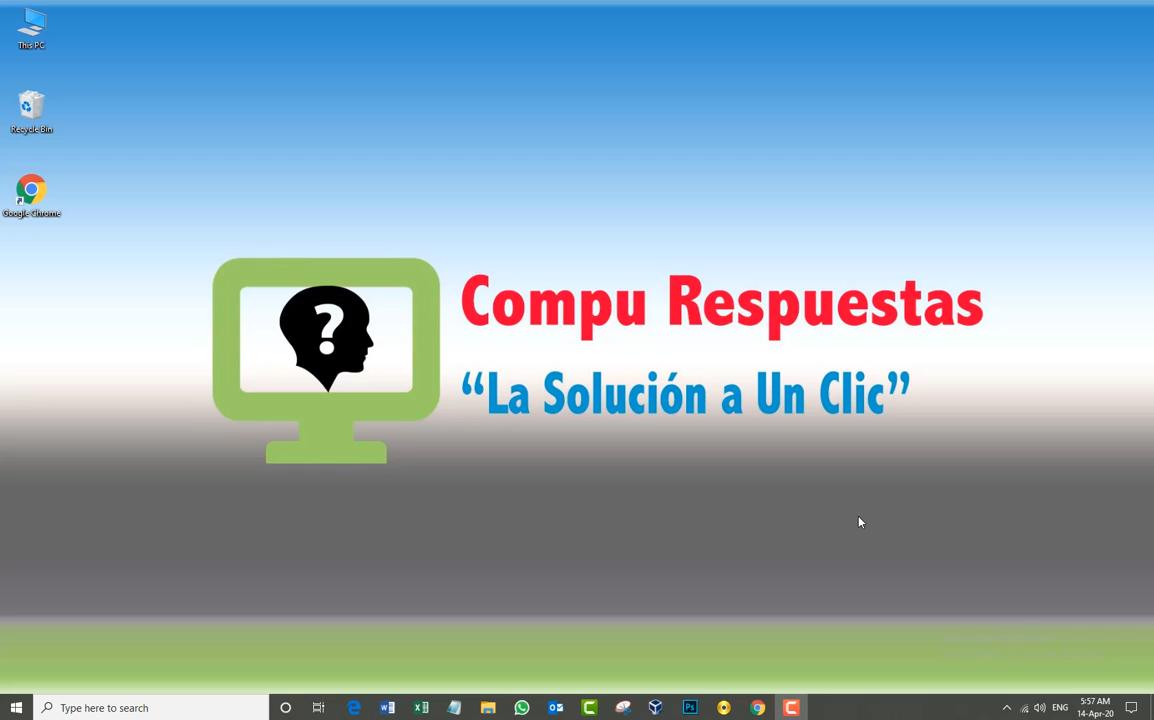 This PC
Recycle Bin
Google Chrome
?
Compu Respuestas
“La Solución a Un Clic”
Type here to search
Ps
ENG
5:57 AM
14-Apr-20